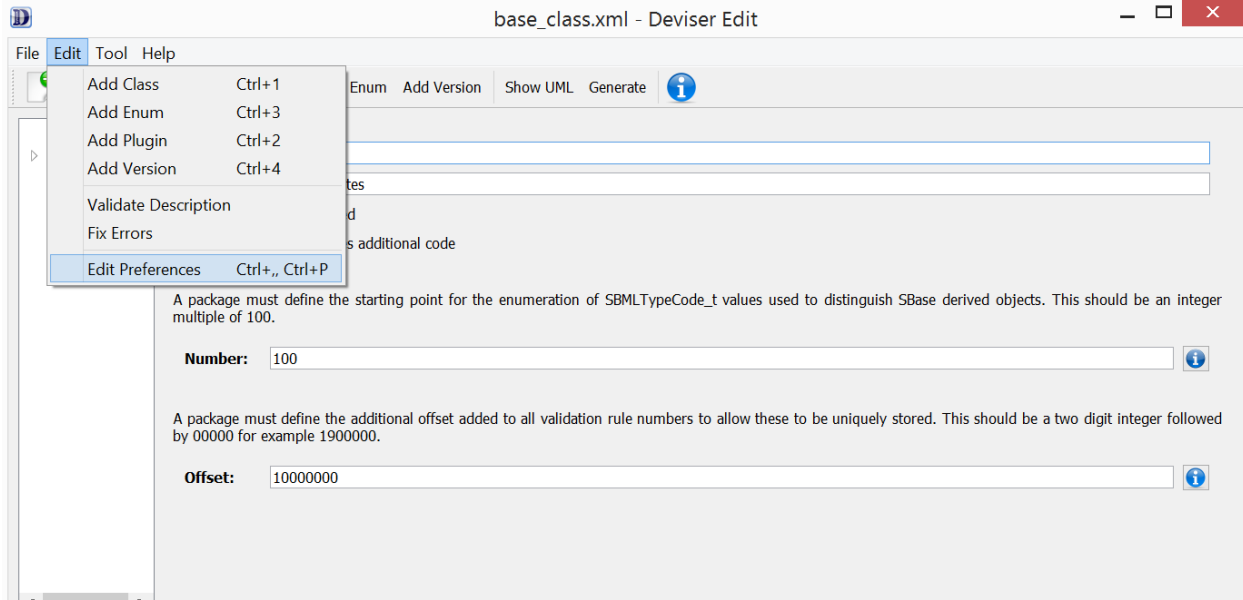 base_class.xml - Deviser Edit
File Edit Tool Help
Enum Add Version Show UML Generate
Add Class Ctrl+1
Add Enum Ctrl+3
Add Plugin Ctrl+2
Add Version Ctrl+4
Validate Description
Fix Errors
s additional code
Edit Preferences Ctrl+,, Ctrl+P
A package must define the starting point for the enumeration of SBMLTypeCode_t values used to distinguish SBase derived objects. This should be an integer
multiple of 100.
Number: 100
A package must define the additional offset added to all validation rule numbers to allow these to be uniquely stored. This should be a two digit integer followed
by 00000 for example 1900000.
Offset: 10000000